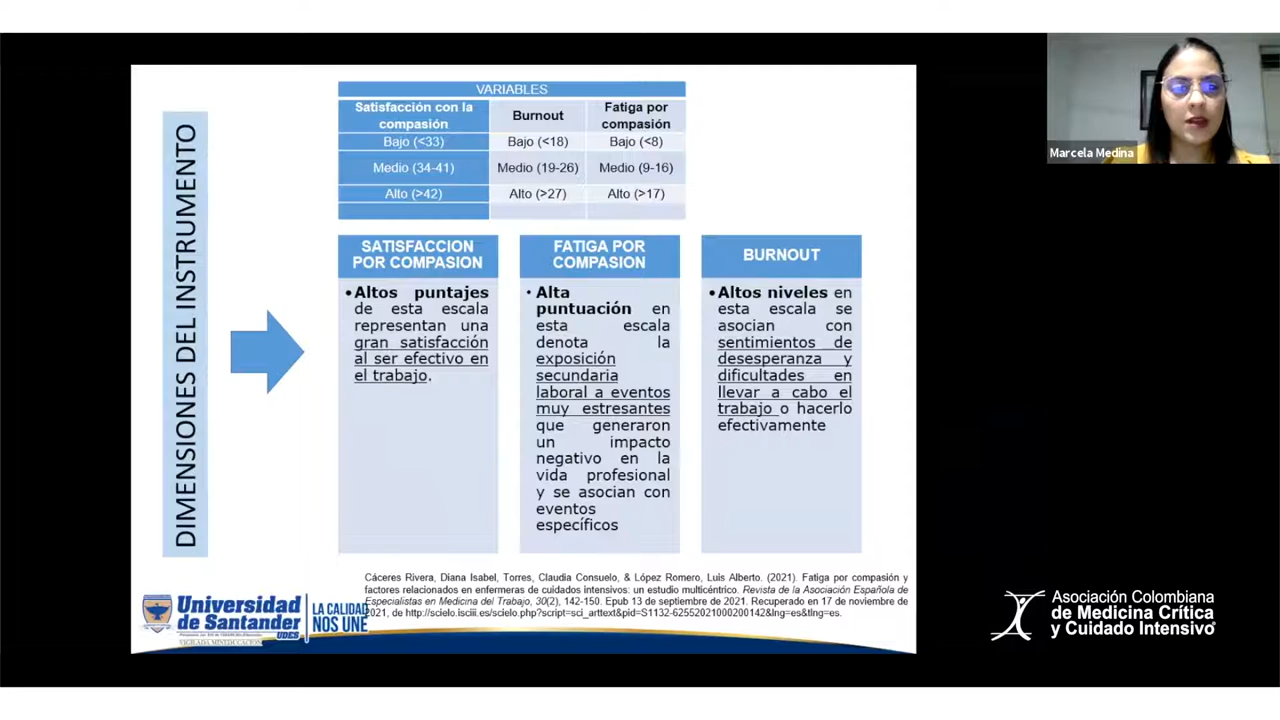 VARIABLES
Satisfacción con la compasión
Burnout
Fatiga por compasión
Bajo (<33)
Bajo (<18)
Bajo (<8)
Medio (34-41)
Medio (19-26)
Medio (9-16)
Alto (>42)
Alto (>27)
Alto (>17)
DIMENSIONES DEL INSTRUMENTO
SATISFACCION
POR COMPASIÓN
•Altos puntajes
de esta escala
representan una
gran satisfacción
al ser efectivo en
el trabajo.
FATIGA POR
COMPASIÓN
• Alta
puntuación en
esta escala
denota la
exposición
secundaria
laboral a eventos
muy estresantes
que generaron
un impacto
negativo en la
vida profesional
y se asocian con
eventos
específicos
BURNOUT
•Altos niveles en
esta escala se
asocian con
sentimientos de
desesperanza y
dificultades en
llevar a cabo el
trabajo o hacerlo
efectivamente
Cáceres Rivera, Diana Isabel, Torres, Claudia Consuelo, & López Romero, Luis Alberto. (2021). Fatiga por compasión y
factores relacionados en enfermeras de cuidados intensivos: un estudio multicéntrico. Revista de la Asociación Española de
Especialistas en Medicina del Trabajo, 30(2), 142-150. Epub 13 de septiembre de 2021. Recuperado en 17 de noviembre de
2021, de http://scielo.isciii.es/scielo.php?script=sci_arttext&pid=S1132-62552021000200142&lng=es&tlng=es.
Universidad
de Santander
UDES
VIGILADA MINEDUCACIÓN
LA CALIDAD
NOS UNE
Marcela Medina
Asociación Colombiana
de Medicina Crítica
y Cuidado Intensivo